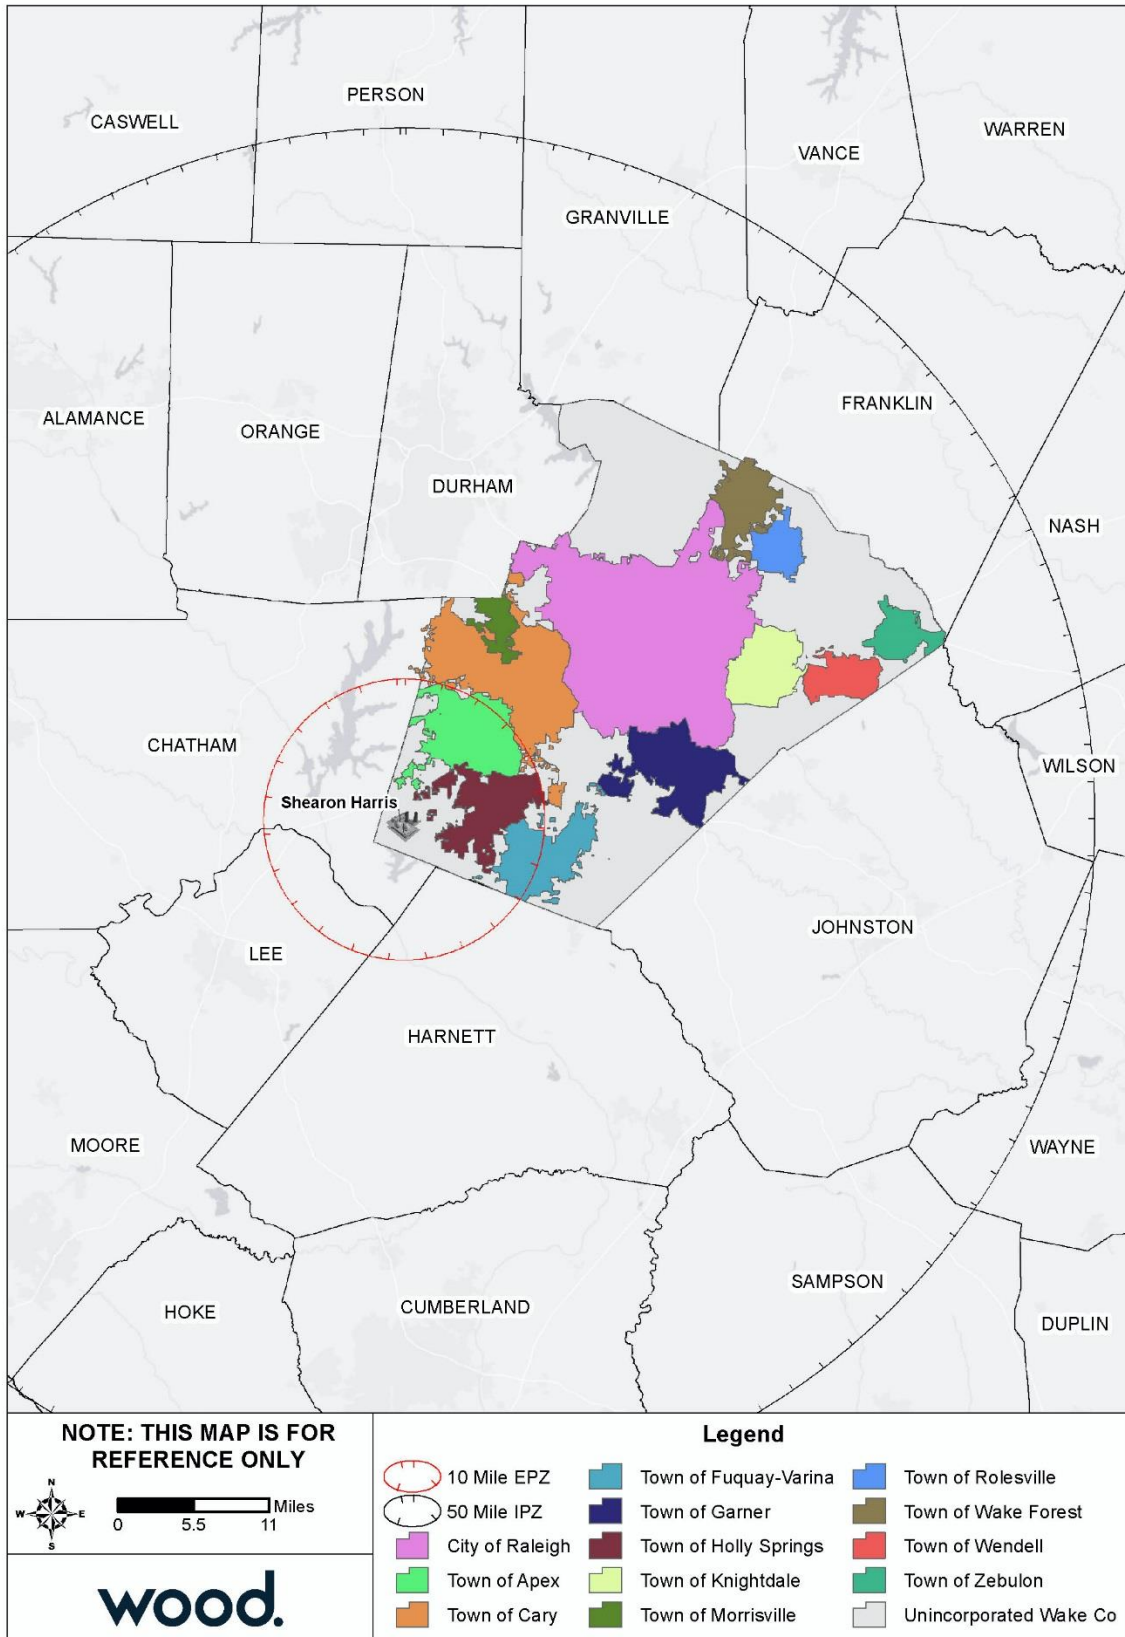 PERSON
CASWELL
WARREN
VANCE
GRANVILLE
FRANKLIN
ALAMANCE
ORANGE
DURHAM
NASH
CHATHAM
WILSON
Shearon Harris
JOHNSTON
LEE
HARNETT
MOORE
WAYNE
SAMPSON
CUMBERLAND
HOKE
DUPLIN
NOTE: THIS MAP IS FOR
REFERENCE ONLY
N
W E
S
Miles
0 5.5 11
wood.
Legend
10 Mile EPZ
50 Mile IPZ
City of Raleigh
Town of Apex
Town of Cary
Town of Fuquay-Varina
Town of Garner
Town of Holly Springs
Town of Knightdale
Town of Morrisville
Town of Rolesville
Town of Wake Forest
Town of Wendell
Town of Zebulon
Unincorporated Wake Co